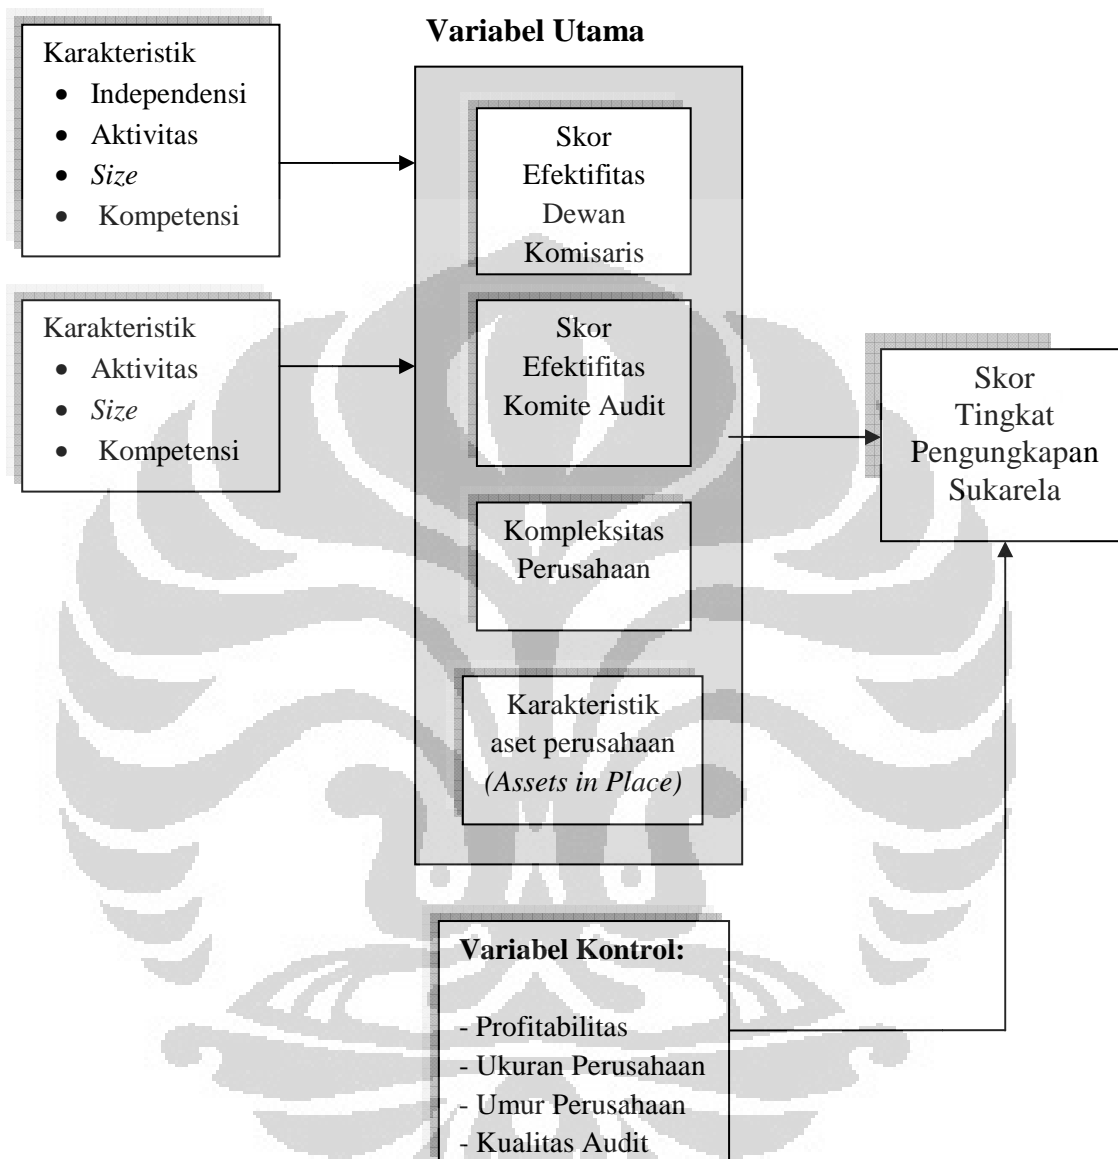 Variabel Utama
Karakteristik
• Independensi
• Aktivitas
• Size
• Kompetensi
Karakteristik
• Aktivitas
• Size
• Kompetensi
Skor
Efektifitas
Dewan
Komisaris
Skor
Efektifitas
Komite Audit
Kompleksitas
Perusahaan
Karakteristik
aset perusahaan
(Assets in Place)
Skor
Tingkat
Pengungkapan
Sukarela
Variabel Kontrol:
- Profitabilitas
- Ukuran Perusahaan
- Umur Perusahaan
- Kualitas Audit